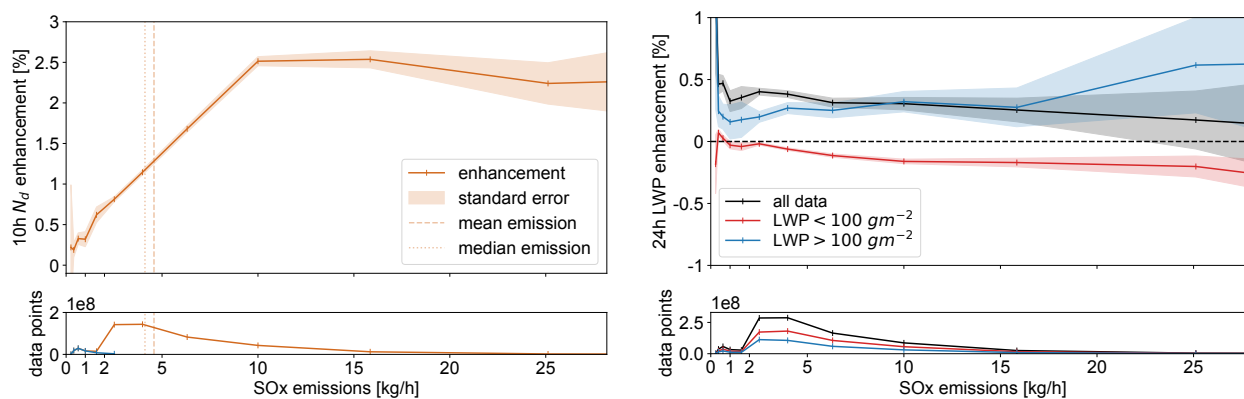 10h N_d enhancement [%]
3
2.5
2
1.5
1
0.5
0
enhancement
standard error
mean emission
median emission
data points
1e8
2
0
0 1 2 5 10 15 20 25
SOx emissions [kg/h]
24h LWP enhancement [%]
1
0.5
0
-0.5
-1
all data
LWP < 100 gm⁻²
LWP > 100 gm⁻²
data points
1e8
2.5
0.0
0 1 2 5 10 15 20 25
SOx emissions [kg/h]